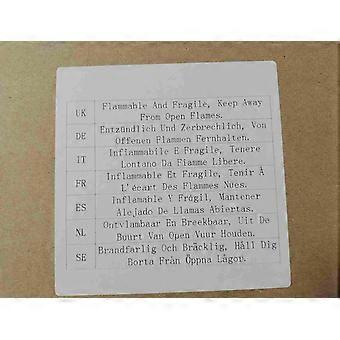 UK Flammable And Fragile, Keep Away
From Open Flames.
DE Entzündlich Und Zerbrechlich, Von
Offenen Flammen Fernhalten.
IT Infiammabile E Fragile, Tenere
Lontano Da Fiamme Libere.
FR Inflammable Et Fragile, Tenir À
L'écart Des Flammes Nues.
ES Inflamable Y Frágil, Mantener
Alejado De Llamas Abiertas.
NL Ontvlambaar En Breekbaar, Uit De
Buurt Van Open Vuur Houden.
SE Brandfarlig Och Bräcklig, Håll Dig
Borta Från Öppna Lågor.